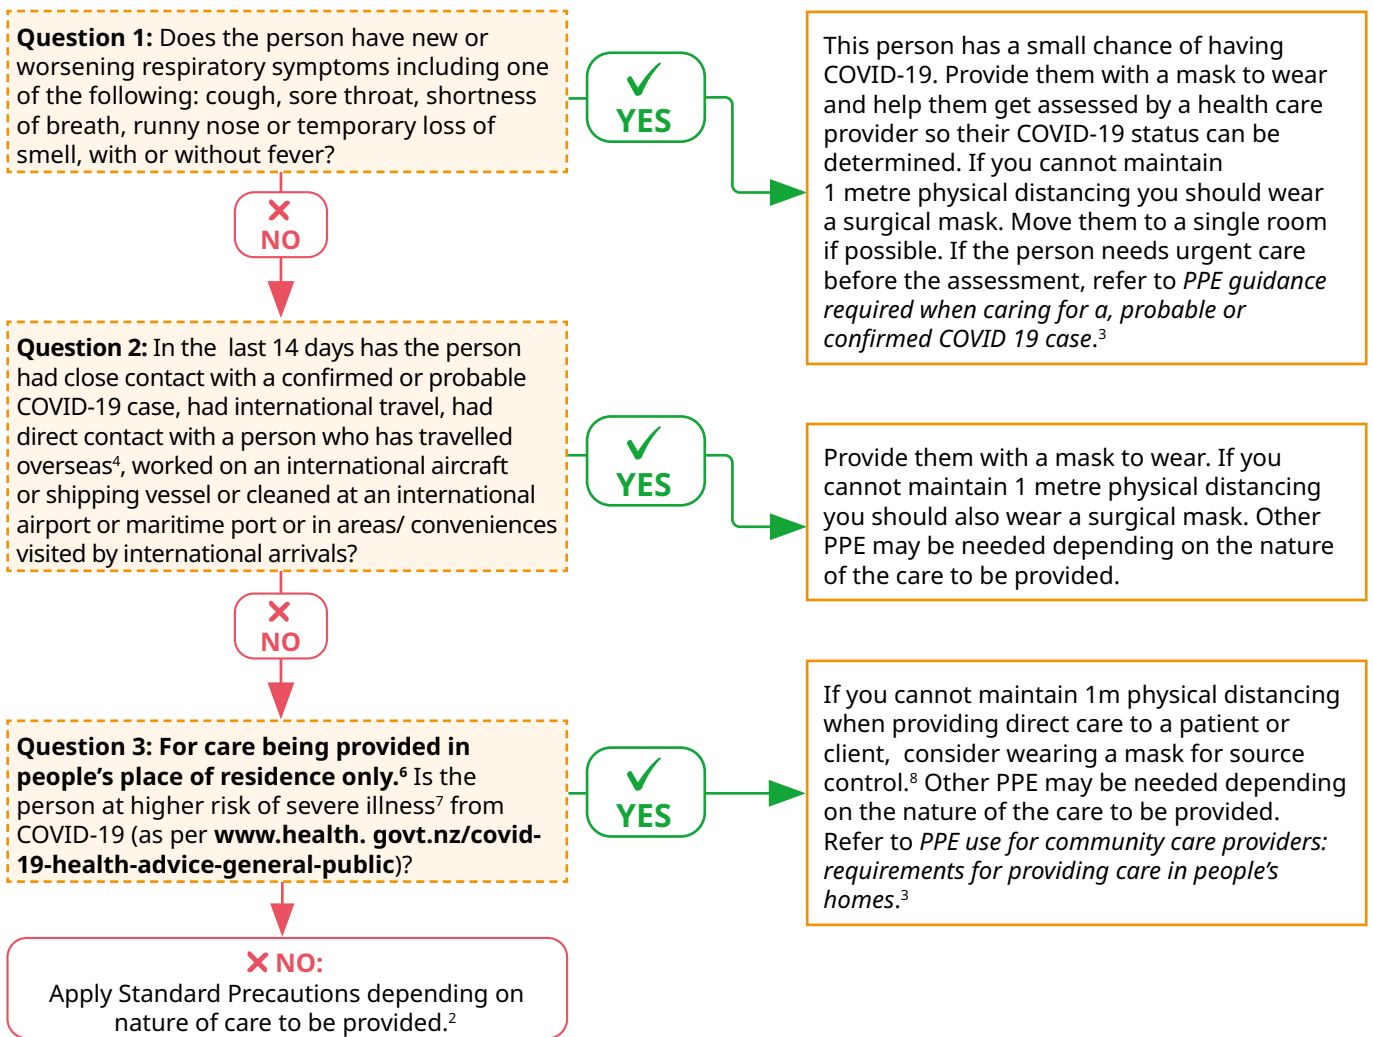 Question 1: Does the person have new or
worsening respiratory symptoms including one
of the following: cough, sore throat, shortness
of breath, runny nose or temporary loss of
smell, with or without fever?
YES
This person has a small chance of having
COVID-19. Provide them with a mask to wear
and help them get assessed by a health care
provider so their COVID-19 status can be
determined. If you cannot maintain
1 metre physical distancing you should wear
a surgical mask. Move them to a single room
if possible. If the person needs urgent care
before the assessment, refer to PPE guidance
required when caring for a, probable or
confirmed COVID 19 case.³
NO
Question 2: In the  last 14 days has the person
had close contact with a confirmed or probable
COVID-19 case, had international travel, had
direct contact with a person who has travelled
overseas⁴, worked on an international aircraft
or shipping vessel or cleaned at an international
airport or maritime port or in areas/ conveniences
visited by international arrivals?
YES
Provide them with a mask to wear. If you
cannot maintain 1 metre physical distancing
you should also wear a surgical mask. Other
PPE may be needed depending on the nature
of the care to be provided.
NO
Question 3: For care being provided in
people’s place of residence only.⁶ Is the
person at higher risk of severe illness⁷ from
COVID-19 (as per www.health. govt.nz/covid-
19-health-advice-general-public)?
YES
If you cannot maintain 1m physical distancing
when providing direct care to a patient or
client,  consider wearing a mask for source
control.⁸ Other PPE may be needed depending
on the nature of the care to be provided.
Refer to PPE use for community care providers:
requirements for providing care in people’s
homes.³
NO:
Apply Standard Precautions depending on
nature of care to be provided.²